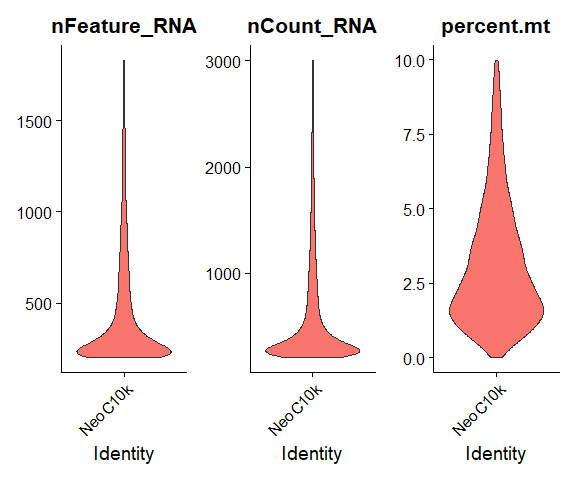 nFeature_RNA
1500
1000
500
NeoC10k
Identity
nCount_RNA
3000
2000
1000
NeoC10k
Identity
percent.mt
10.0
7.5
5.0
2.5
0.0
NeoC10k
Identity